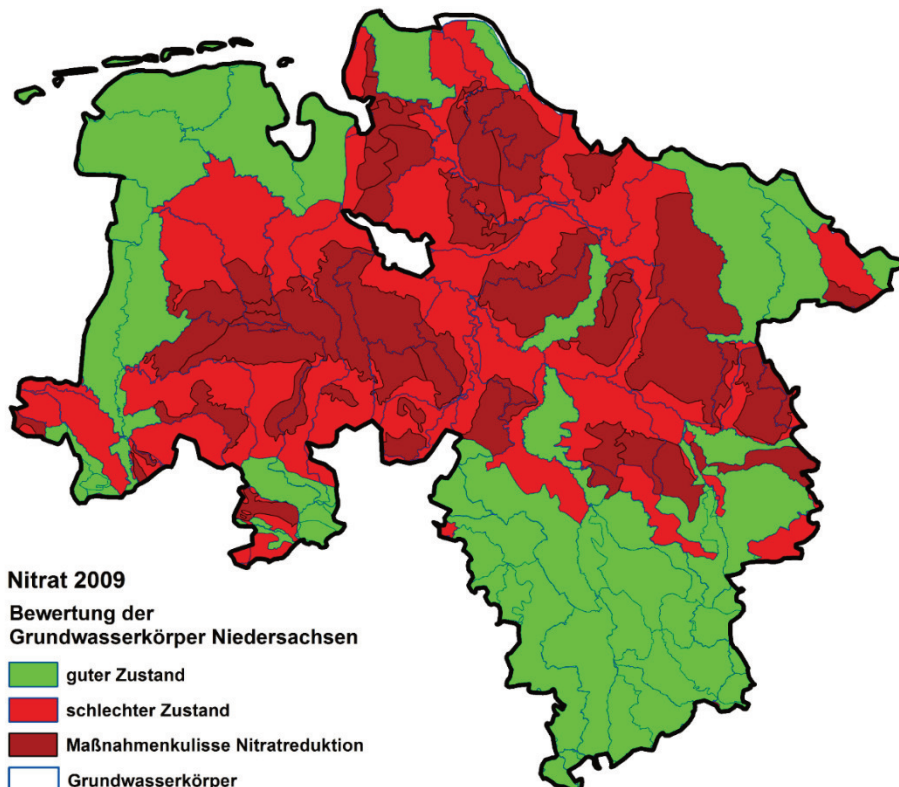 Nitrat 2009
Bewertung der
Grundwasserkörper Niedersachsen
guter Zustand
schlechter Zustand
Maßnahmenkulisse Nitratreduktion
Grundwasserkörper